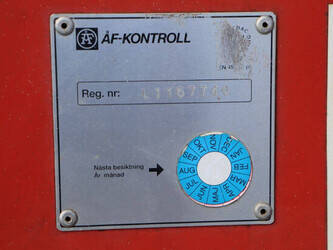 ÅF-KONTROLL
Reg. nr:
Nästa besiktning
År månad
JAN
FEB
MAR
APR
MAJ
JUN
JUL
AUG
SEP
OKT
NOV
DEC